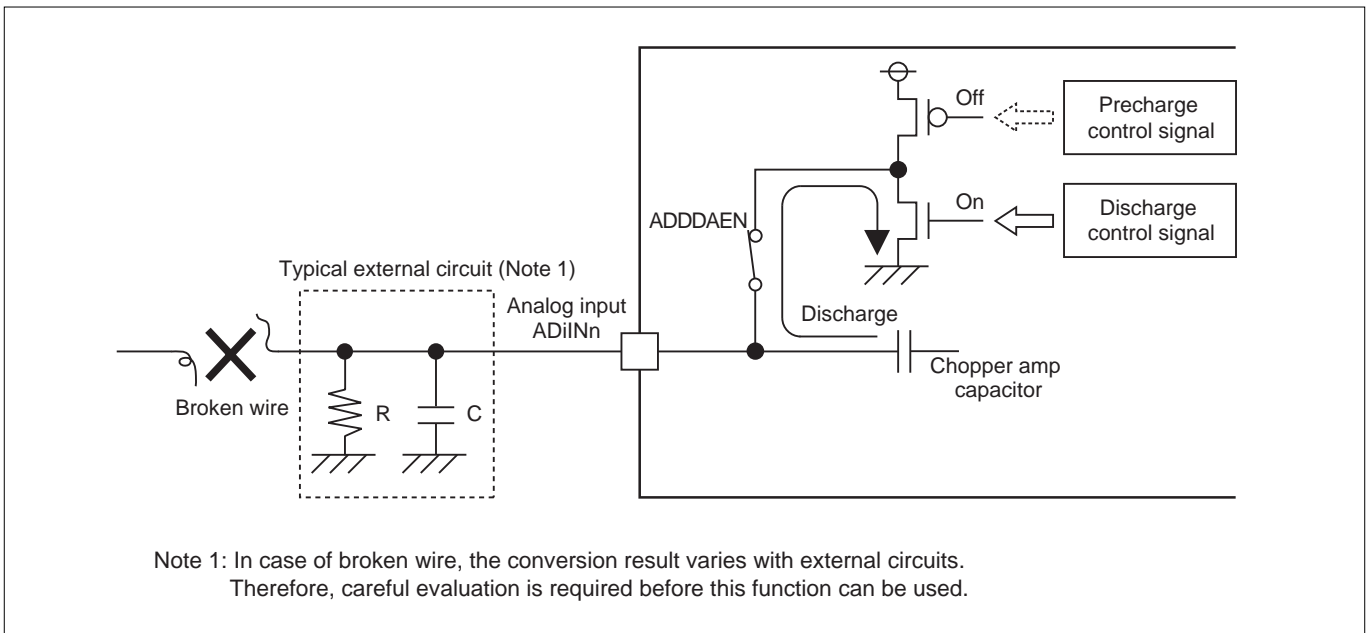 Off
Precharge
control signal
On
Discharge
control signal
ADDDAEN
Typical external circuit (Note 1)
Analog input
ADiINn
Discharge
Chopper amp
capacitor
Broken wire
R
C
Note 1: In case of broken wire, the conversion result varies with external circuits.
Therefore, careful evaluation is required before this function can be used.